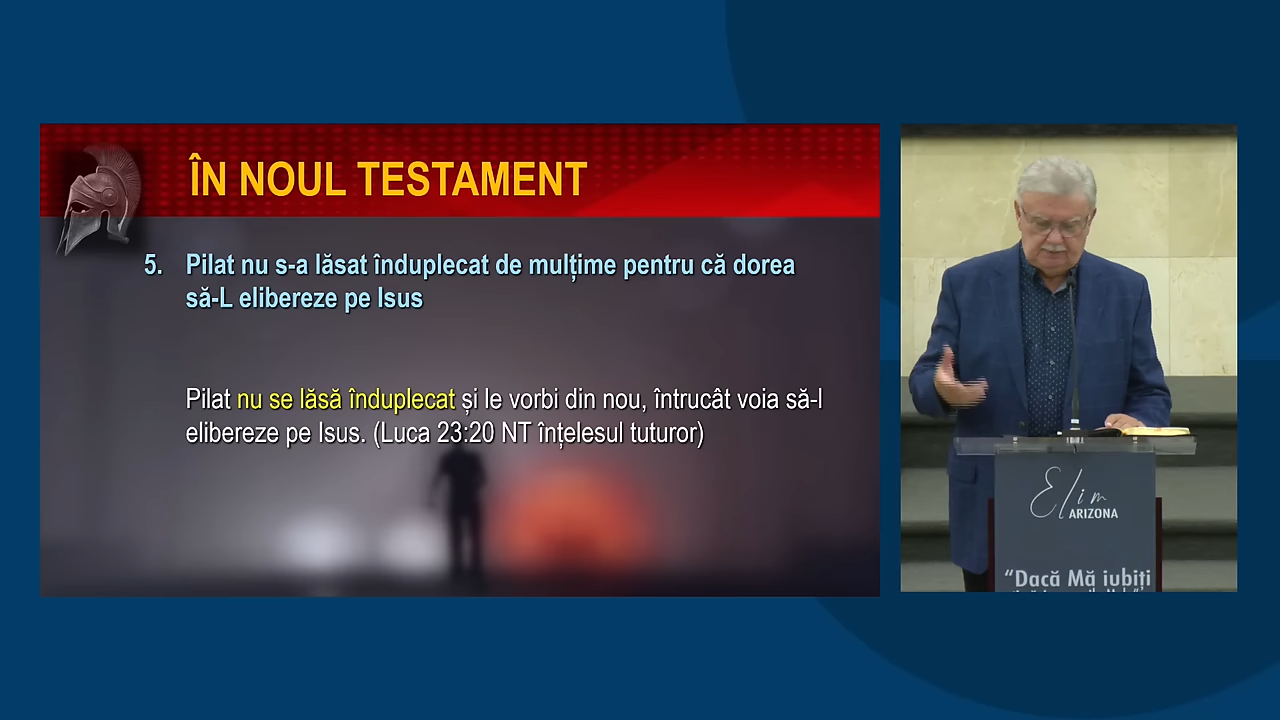 ÎN NOUL TESTAMENT
5. Pilat nu s-a lăsat înduplecat de mulțime pentru că dorea
să-L elibereze pe Isus
Pilat nu se lăsă înduplecat și le vorbi din nou, întrucât voia să-l
elibereze pe Isus. (Luca 23:20 NT înțelesul tuturor)
Elim
ARIZONA
“Dacă Mă iubiți